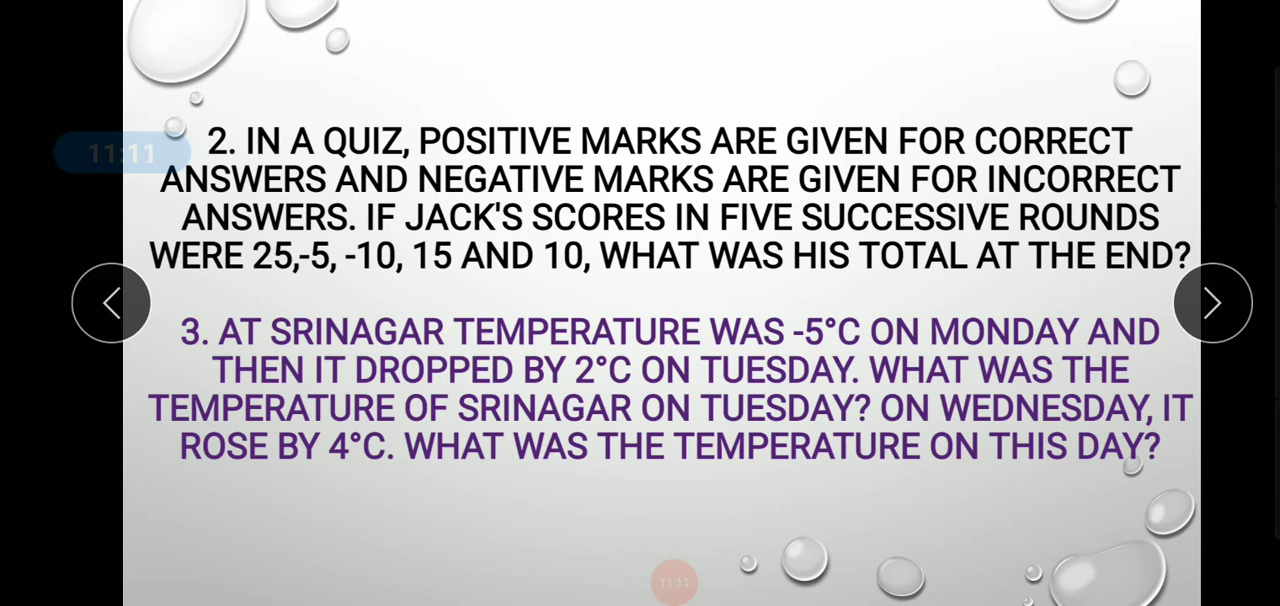 2. IN A QUIZ, POSITIVE MARKS ARE GIVEN FOR CORRECT
11:11
ANSWERS AND NEGATIVE MARKS ARE GIVEN FOR INCORRECT
ANSWERS. IF JACK'S SCORES IN FIVE SUCCESSIVE ROUNDS
WERE 25,-5, -10, 15 AND 10, WHAT WAS HIS TOTAL AT THE END?
3. AT SRINAGAR TEMPERATURE WAS -5°C ON MONDAY AND
THEN IT DROPPED BY 2°C ON TUESDAY. WHAT WAS THE
TEMPERATURE OF SRINAGAR ON TUESDAY? ON WEDNESDAY, IT
ROSE BY 4°C. WHAT WAS THE TEMPERATURE ON THIS DAY?
11:11